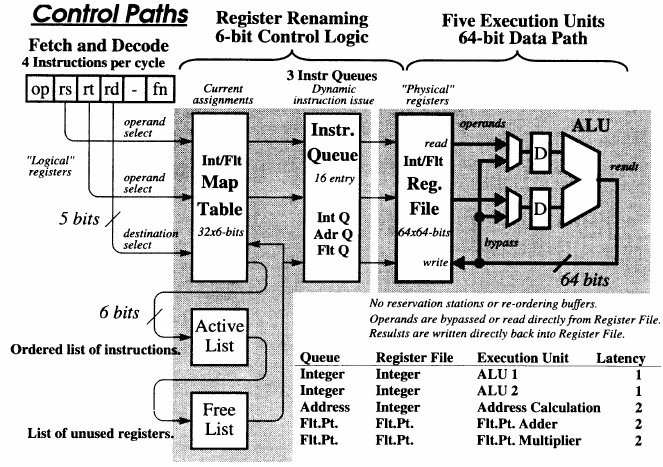 Control Paths
Register Renaming
6-bit Control Logic
Five Execution Units
64-bit Data Path
Fetch and Decode
4 Instructions per cycle
op rs rt rd - fn
Current
assignments
3 Instr Queues
Dynamic
instruction issue
"Physical"
registers
operand
select
"Logical"
registers
operand
select
5 bits
destination
select
Int/Flt
Map
Table
32x6-bits
Instr.
Queue
16 entry
Int Q
Adr Q
Flt Q
read
Int/Flt
Reg.
File
64x64-bits
write
operands
ALU
D
D
result
bypass
64 bits
6 bits
Active
List
Ordered list of instructions.
Free
List
List of unused registers.
No reservation stations or re-ordering buffers.
Operands are bypassed or read directly from Register File.
Resulsts are written directly back into Register File.
Queue Register File Execution Unit Latency
Integer Integer ALU 1 1
Integer Integer ALU 2 1
Address Integer Address Calculation 2
Flt.Pt. Flt.Pt. Flt.Pt. Adder 2
Flt.Pt. Flt.Pt. Flt.Pt. Multiplier 2